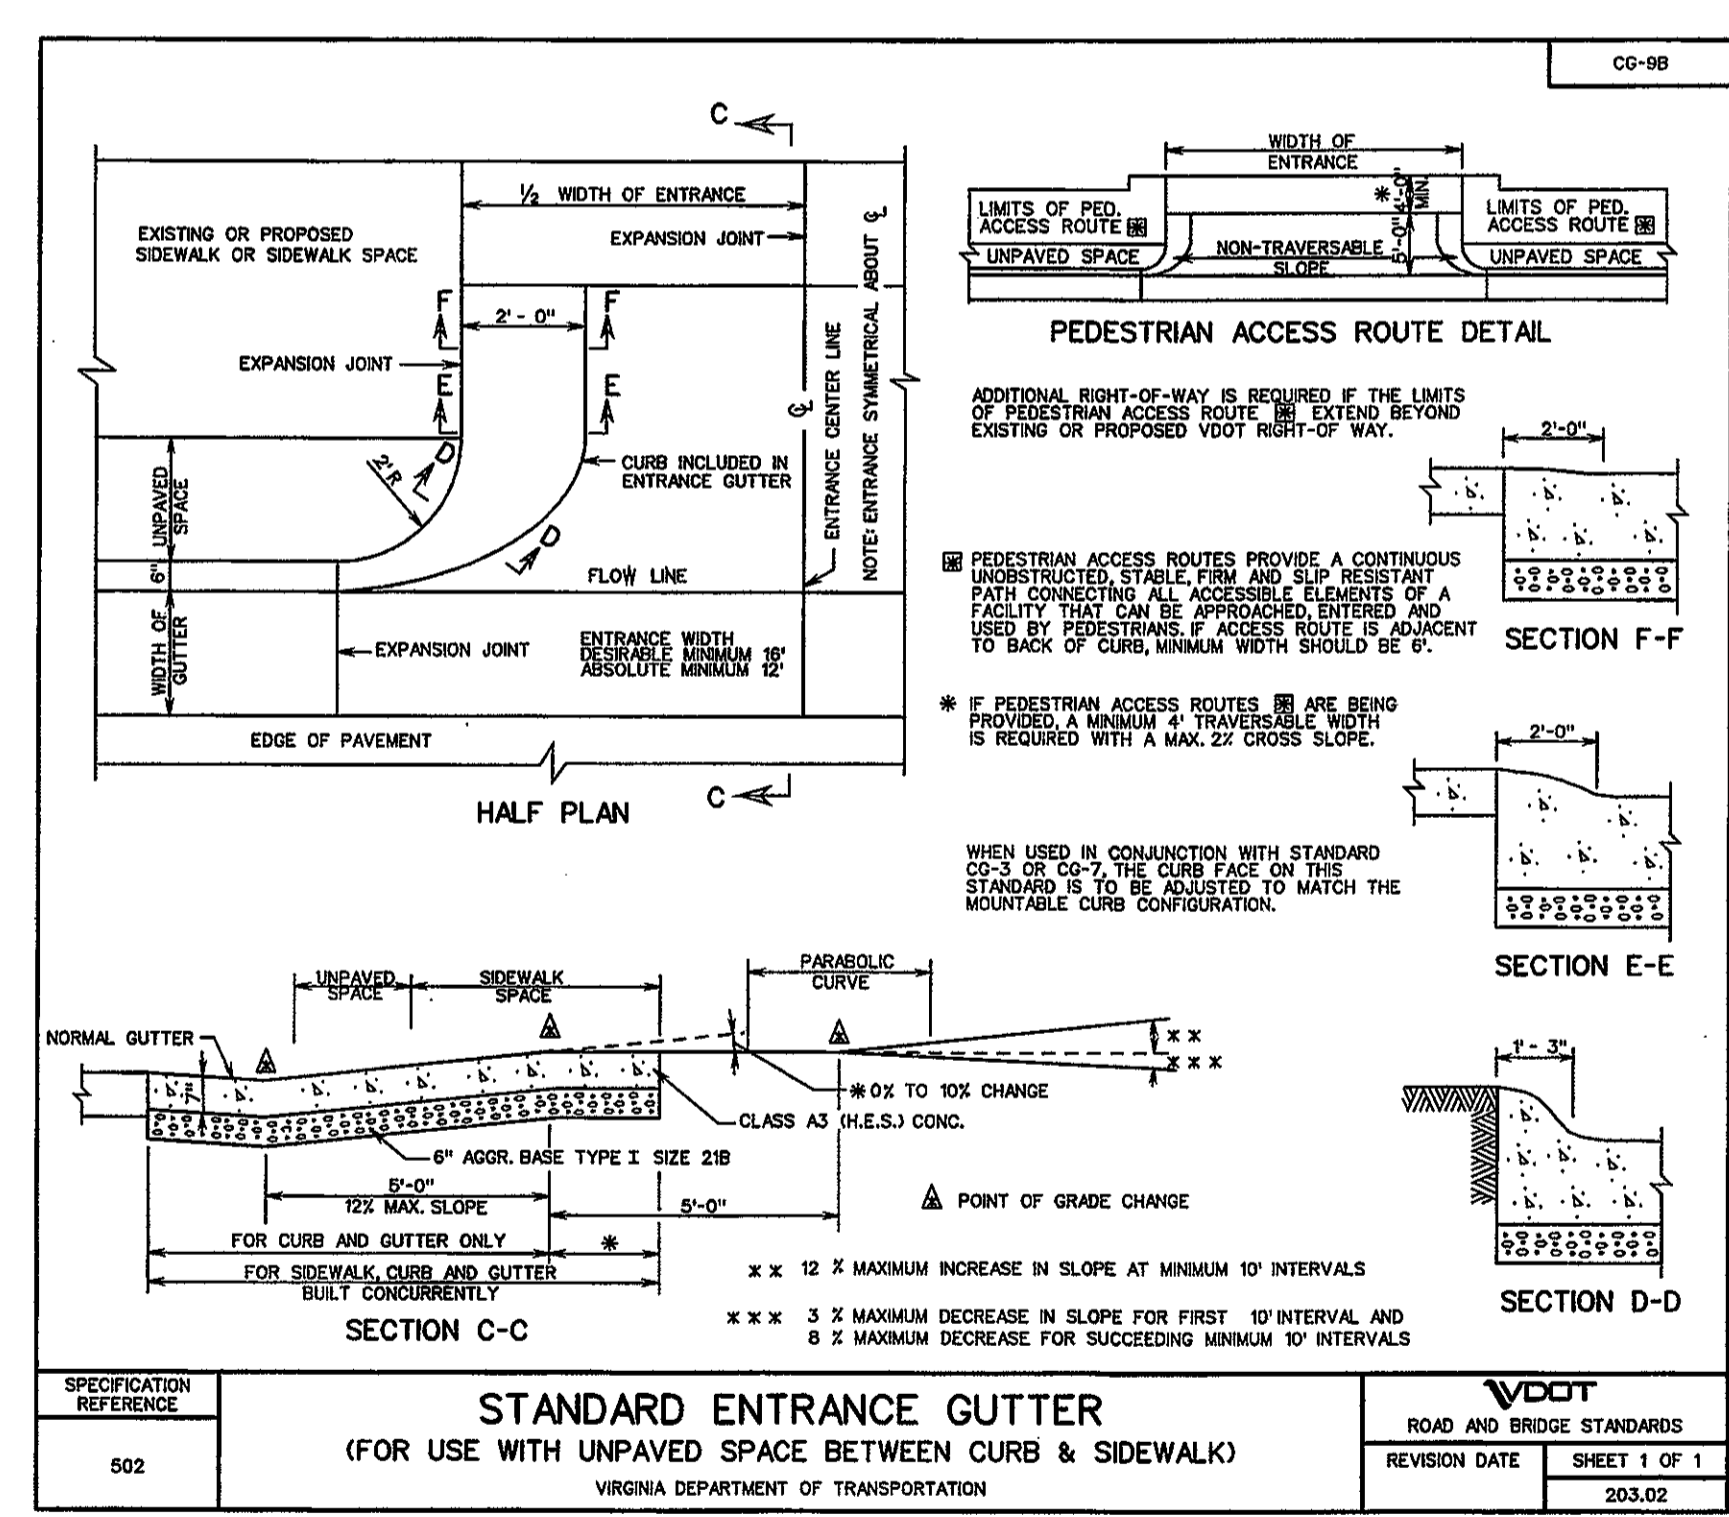 CG-9B
C
1/2 WIDTH OF ENTRANCE
EXISTING OR PROPOSED
SIDEWALK OR SIDEWALK SPACE
EXPANSION JOINT
F
F
2'-0"
EXPANSION JOINT
E
E
D
2'R
CURB INCLUDED IN
ENTRANCE GUTTER
UNPAVED
SPACE
6"
D
FLOW LINE
WIDTH OF
GUTTER
EXPANSION JOINT
ENTRANCE WIDTH
DESIRABLE MINIMUM 16'
ABSOLUTE MINIMUM 12'
℄ ENTRANCE CENTER LINE
NOTE: ENTRANCE SYMMETRICAL ABOUT ℄
EDGE OF PAVEMENT
C
HALF PLAN
WIDTH OF
ENTRANCE
* 4'-0"
MIN.
LIMITS OF PED.
ACCESS ROUTE
LIMITS OF PED.
ACCESS ROUTE
UNPAVED SPACE
NON-TRAVERSABLE
SLOPE
5'-0"
UNPAVED SPACE
PEDESTRIAN ACCESS ROUTE DETAIL
ADDITIONAL RIGHT-OF-WAY IS REQUIRED IF THE LIMITS
OF PEDESTRIAN ACCESS ROUTE EXTEND BEYOND
EXISTING OR PROPOSED VDOT RIGHT-OF WAY.
PEDESTRIAN ACCESS ROUTES PROVIDE A CONTINUOUS
UNOBSTRUCTED, STABLE, FIRM AND SLIP RESISTANT
PATH CONNECTING ALL ACCESSIBLE ELEMENTS OF A
FACILITY THAT CAN BE APPROACHED, ENTERED AND
USED BY PEDESTRIANS. IF ACCESS ROUTE IS ADJACENT
TO BACK OF CURB, MINIMUM WIDTH SHOULD BE 6'.
* IF PEDESTRIAN ACCESS ROUTES ARE BEING
PROVIDED, A MINIMUM 4' TRAVERSABLE WIDTH
IS REQUIRED WITH A MAX. 2% CROSS SLOPE.
WHEN USED IN CONJUNCTION WITH STANDARD
CG-3 OR CG-7, THE CURB FACE ON THIS
STANDARD IS TO BE ADJUSTED TO MATCH THE
MOUNTABLE CURB CONFIGURATION.
2'-0"
SECTION F-F
2'-0"
SECTION E-E
1'-3"
SECTION D-D
UNPAVED
SPACE
SIDEWALK
SPACE
PARABOLIC
CURVE
NORMAL GUTTER
7"
* *
* * *
* 0% TO 10% CHANGE
CLASS A3 (H.E.S.) CONC.
6" AGGR. BASE TYPE I SIZE 21B
5'-0"
12% MAX. SLOPE
5'-0"
POINT OF GRADE CHANGE
FOR CURB AND GUTTER ONLY
*
FOR SIDEWALK, CURB AND GUTTER
BUILT CONCURRENTLY
SECTION C-C
* * 12 % MAXIMUM INCREASE IN SLOPE AT MINIMUM 10' INTERVALS
* * * 3 % MAXIMUM DECREASE IN SLOPE FOR FIRST 10' INTERVAL AND
8 % MAXIMUM DECREASE FOR SUCCEEDING MINIMUM 10' INTERVALS
SPECIFICATION
REFERENCE
502
STANDARD ENTRANCE GUTTER
(FOR USE WITH UNPAVED SPACE BETWEEN CURB & SIDEWALK)
VIRGINIA DEPARTMENT OF TRANSPORTATION
VDOT
ROAD AND BRIDGE STANDARDS
REVISION DATE
SHEET 1 OF 1
203.02